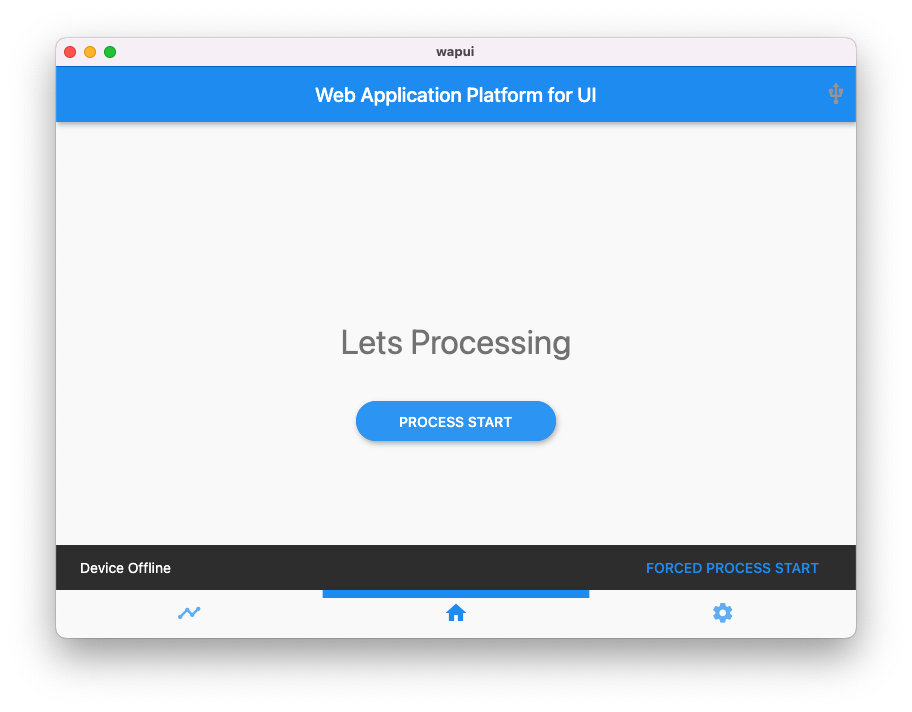 wapui
Web Application Platform for UI
Lets Processing
PROCESS START
Device Offline
FORCED PROCESS START